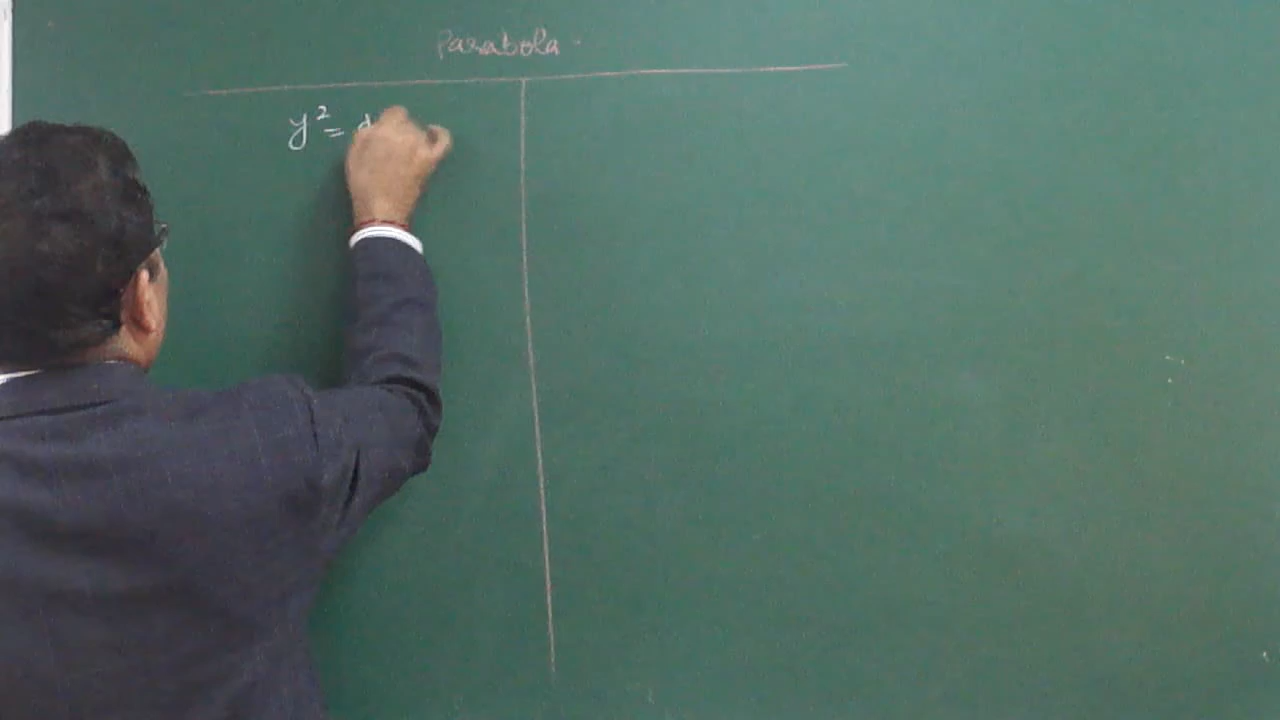 Parabola
y² =